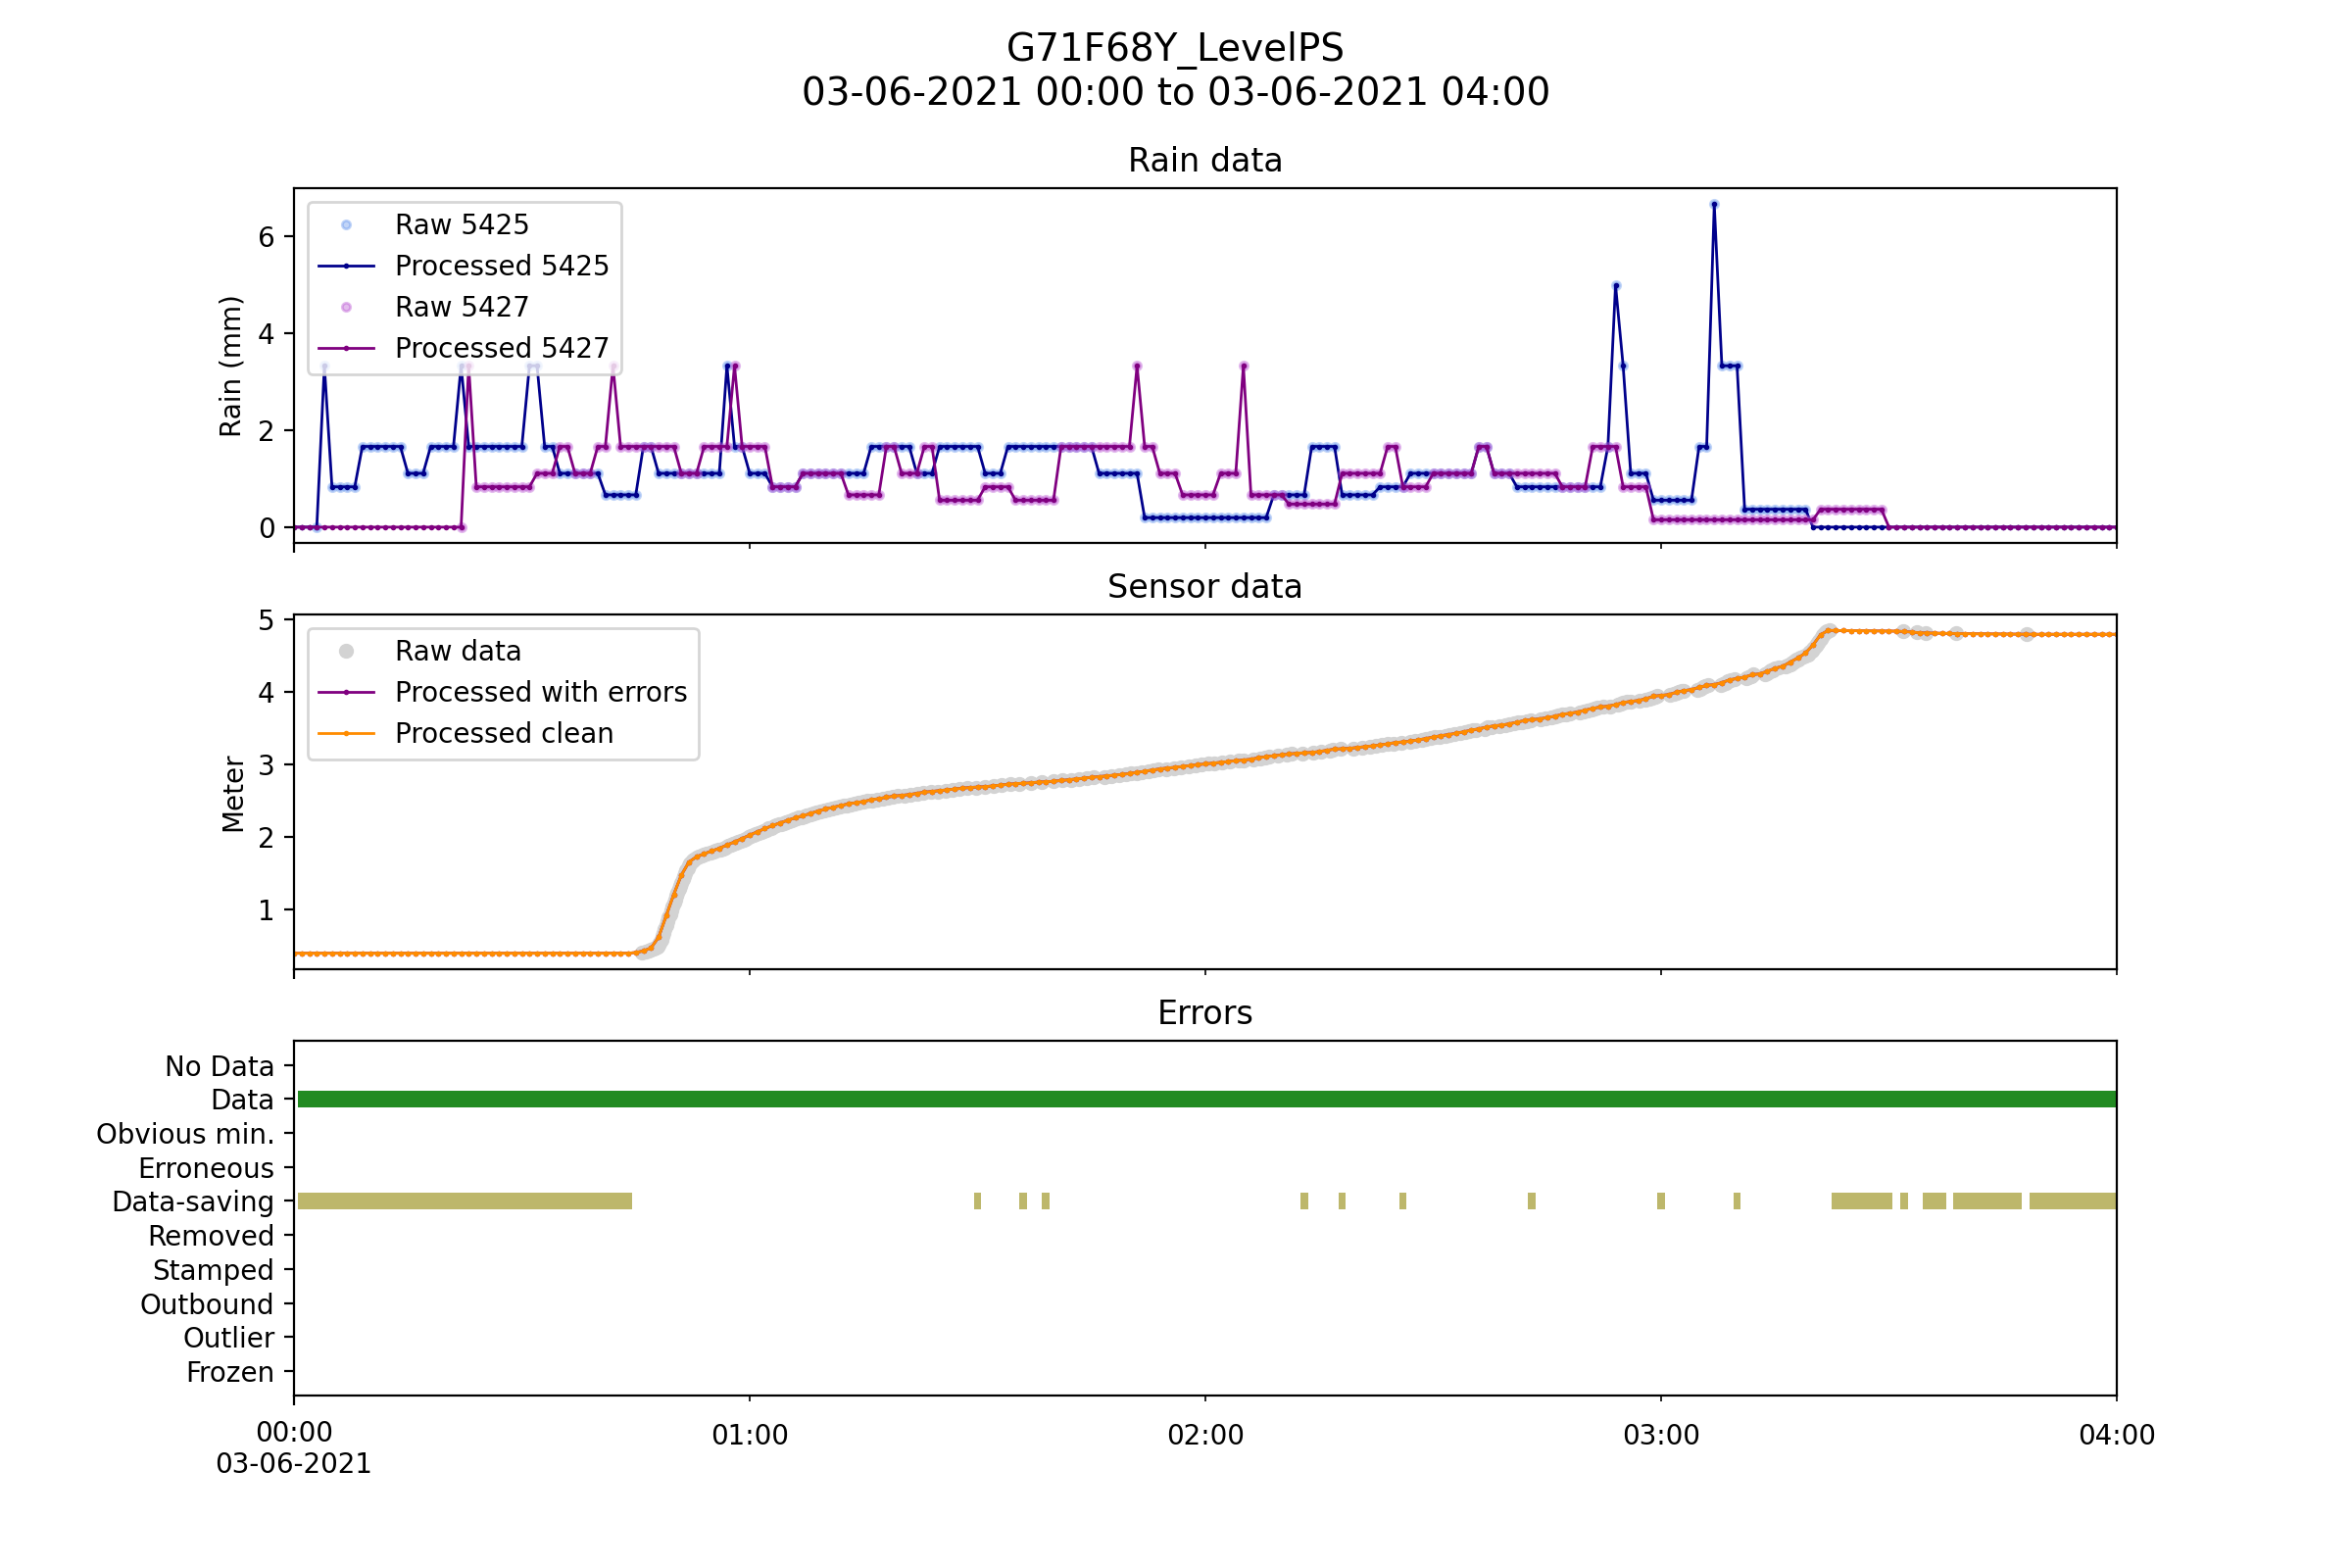 G71F68Y_LevelPS
03-06-2021 00:00 to 03-06-2021 04:00
Rain data
Rain (mm)
6
4
2
0
Raw 5425
Processed 5425
Raw 5427
Processed 5427
Sensor data
Meter
5
4
3
2
1
Raw data
Processed with errors
Processed clean
Errors
No Data
Data
Obvious min.
Erroneous
Data-saving
Removed
Stamped
Outbound
Outlier
Frozen
00:00
03-06-2021
01:00
02:00
03:00
04:00